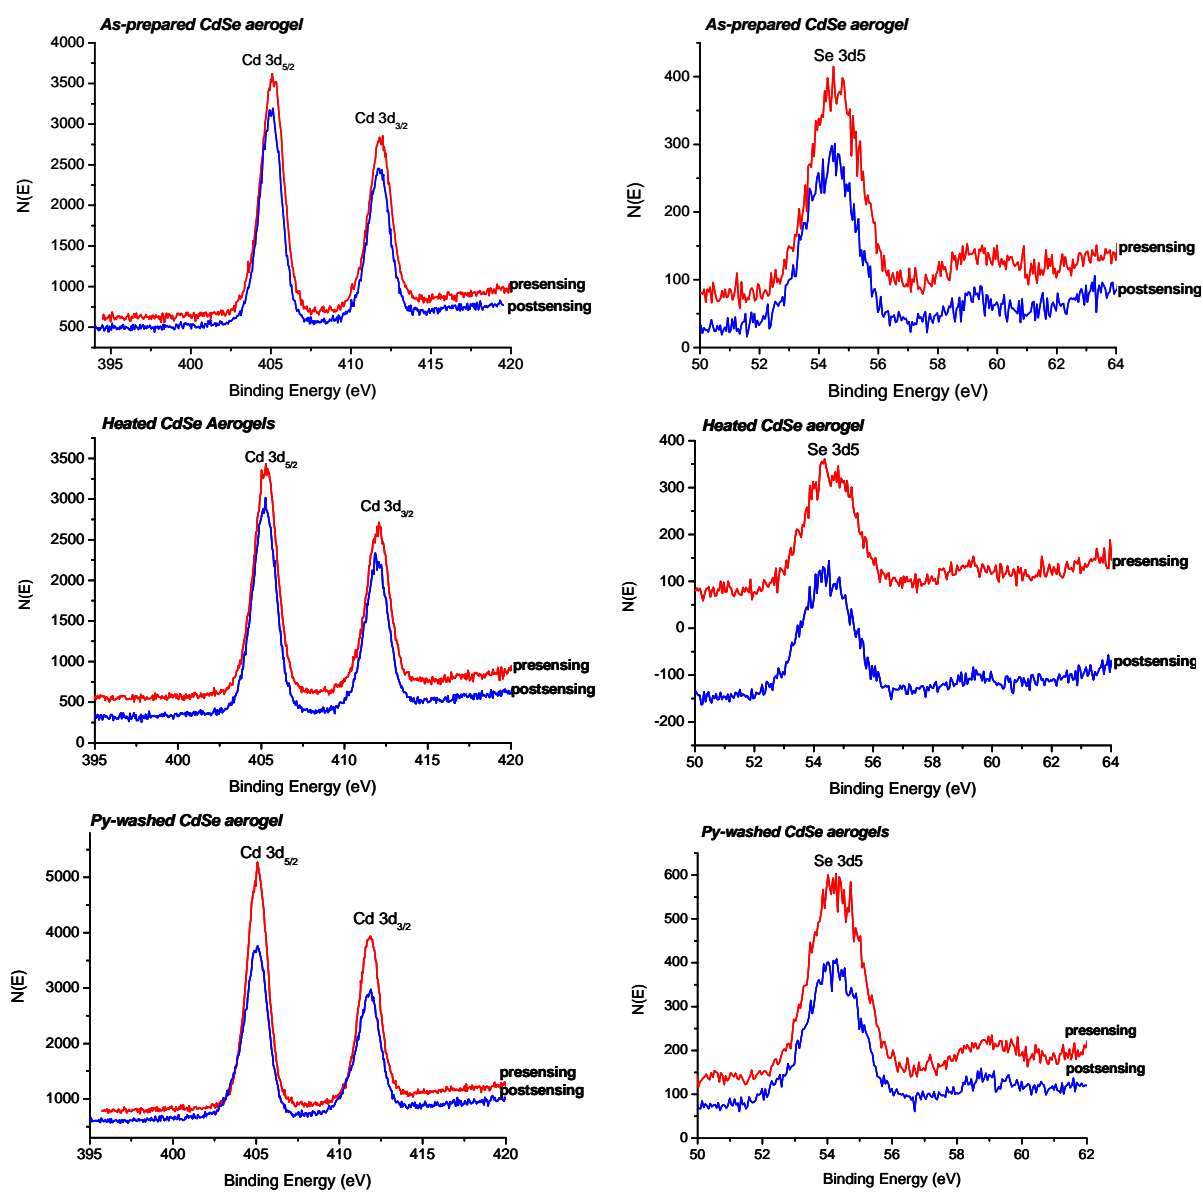 As-prepared CdSe aerogel
4000
3500
3000
2500
2000
1500
1000
500
N(E)
Cd 3d5/2
Cd 3d3/2
presensing
postsensing
395 400 405 410 415 420
Binding Energy (eV)
As-prepared CdSe aerogel
400
300
200
100
0
N(E)
Se 3d5
presensing
postsensing
50 52 54 56 58 60 62 64
Binding Energy (eV)
Heated CdSe Aerogels
3500
3000
2500
2000
1500
1000
500
0
N(E)
Cd 3d5/2
Cd 3d3/2
presensing
postsensing
395 400 405 410 415 420
Binding Energy (eV)
Heated CdSe aerogel
400
300
200
100
0
-100
-200
N(E)
Se 3d5
presensing
postsensing
50 52 54 56 58 60 62 64
Binding Energy (eV)
Py-washed CdSe aerogel
5000
4000
3000
2000
1000
N(E)
Cd 3d5/2
Cd 3d3/2
presensing
postsensing
395 400 405 410 415 420
Binding Energy (eV)
Py-washed CdSe aerogels
600
500
400
300
200
100
0
N(E)
Se 3d5
presensing
postsensing
50 52 54 56 58 60 62
Binding Energy (eV)